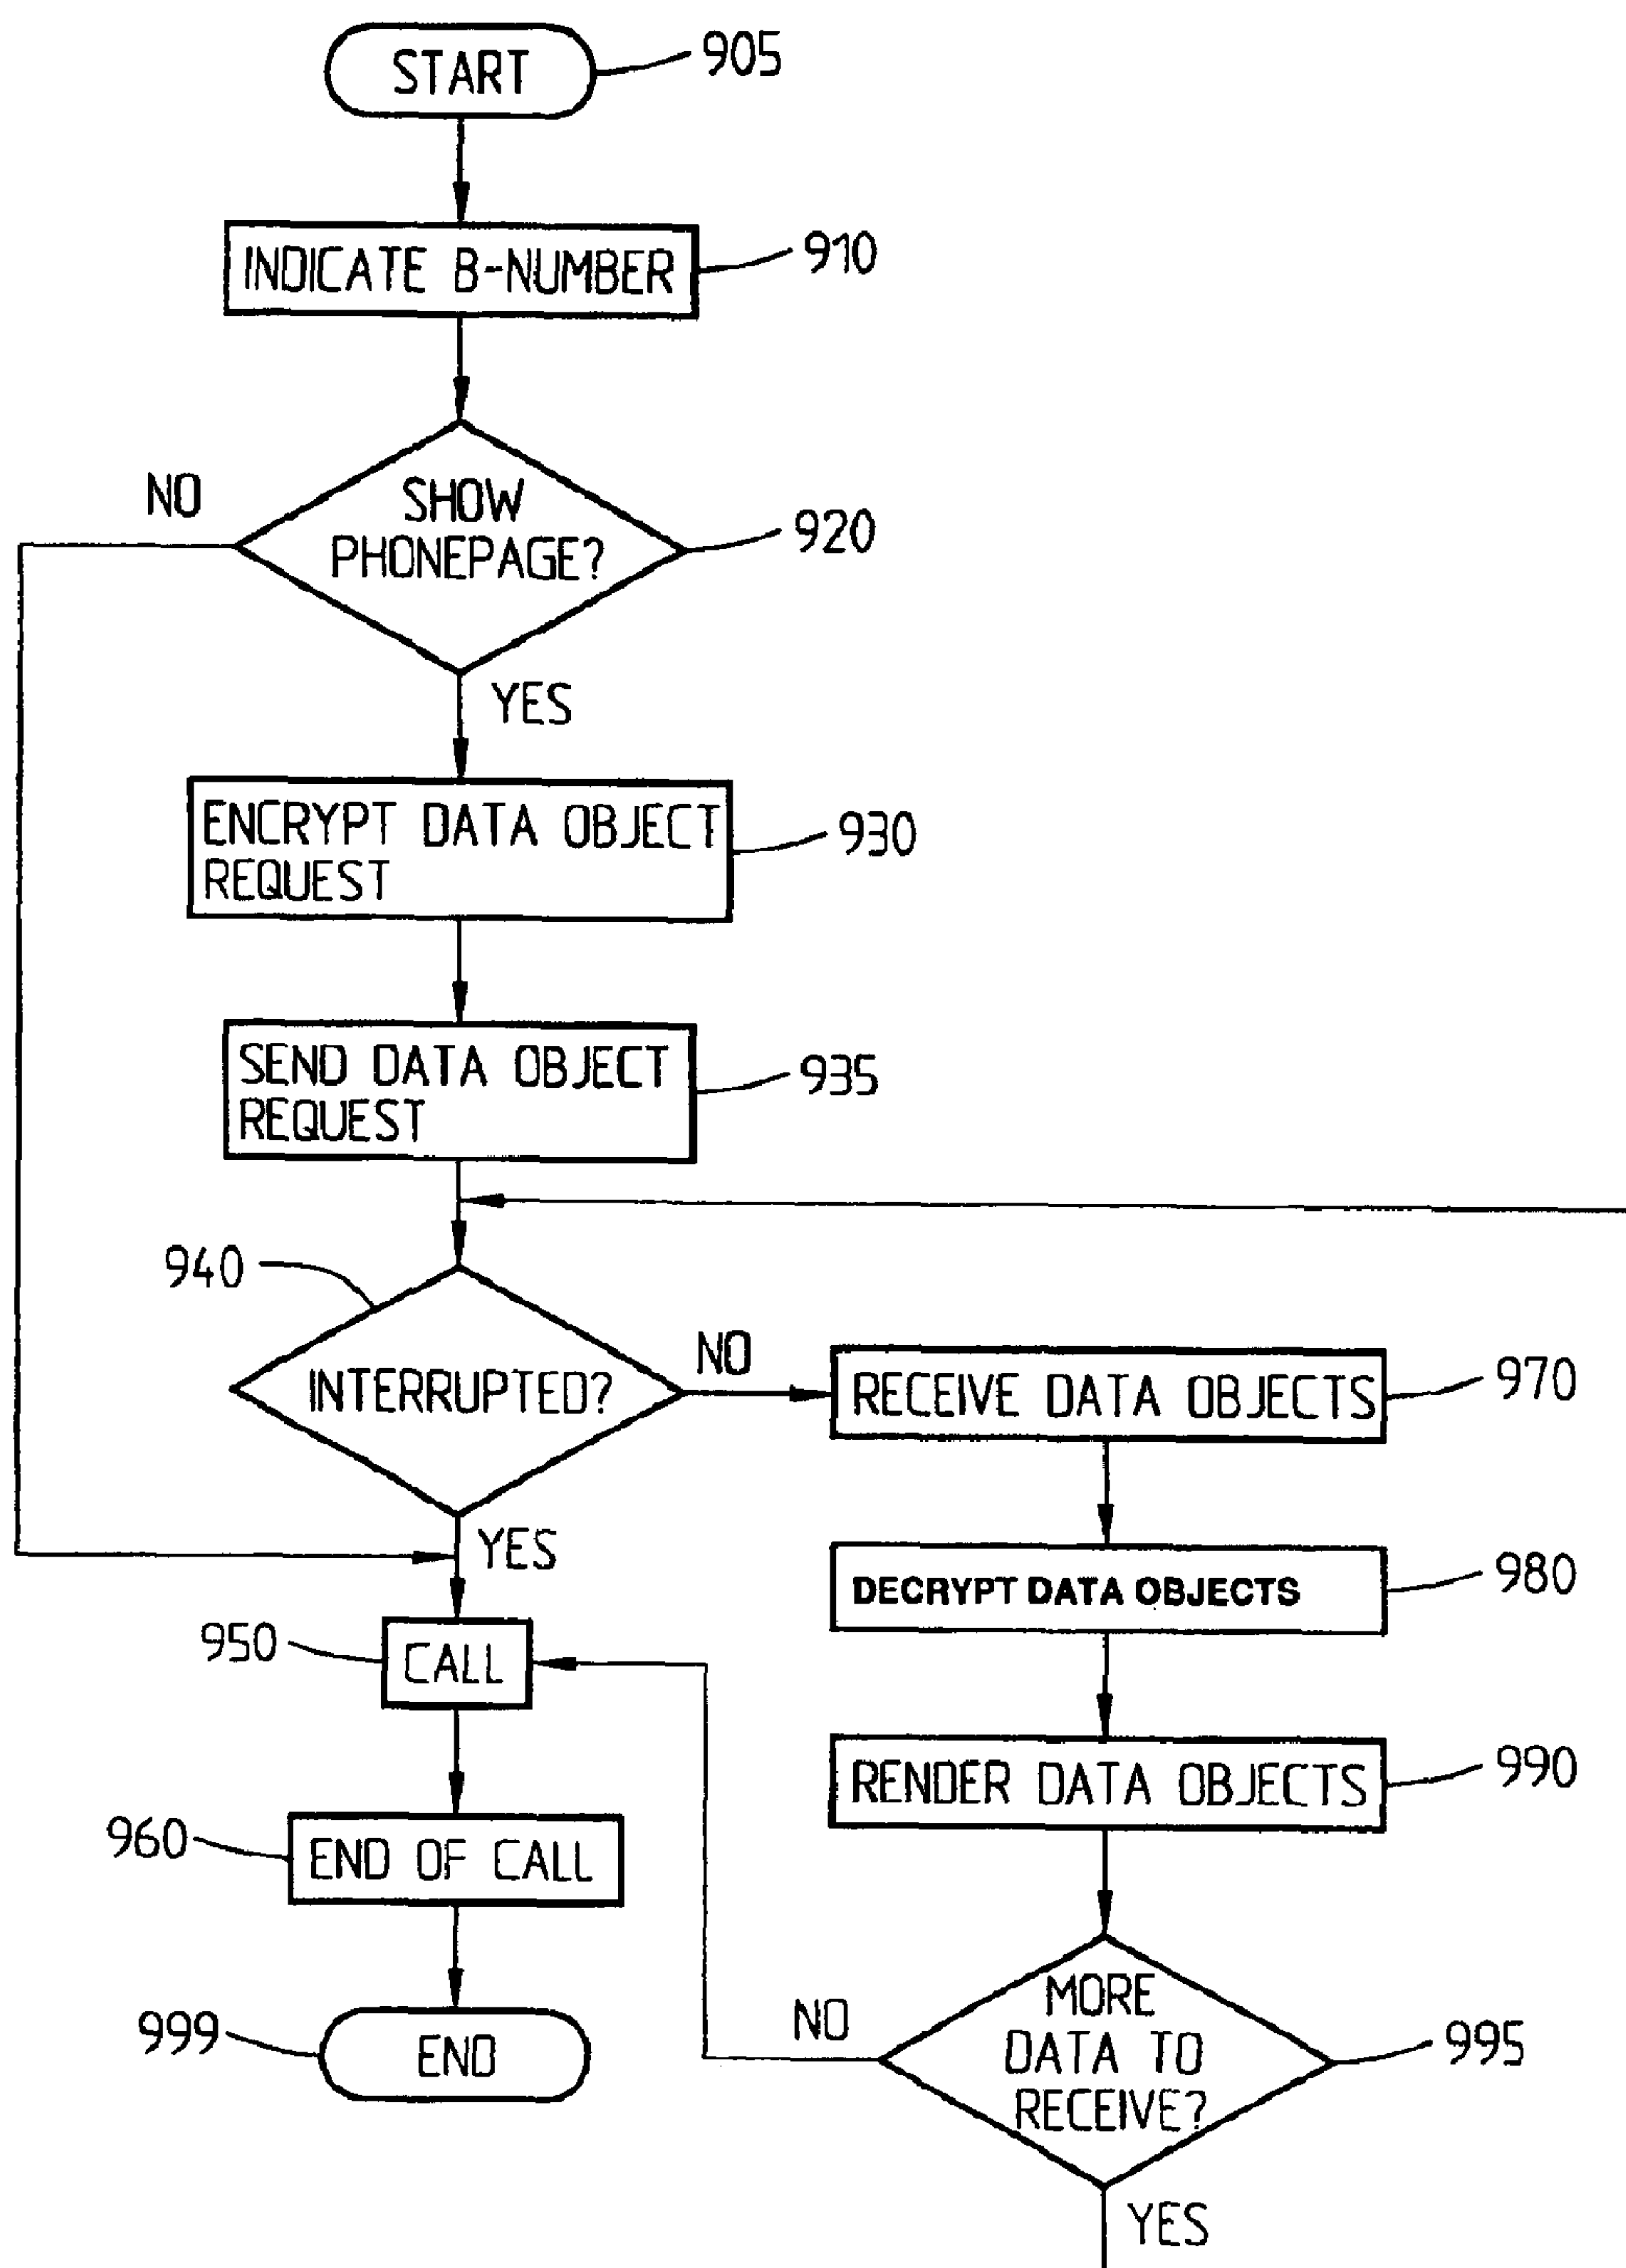 START
905
INDICATE B-NUMBER
910
NO
SHOW
PHONEPAGE?
920
YES
ENCRYPT DATA OBJECT
REQUEST
930
SEND DATA OBJECT
REQUEST
935
940
INTERRUPTED?
NO
RECEIVE DATA OBJECTS
970
YES
DECRYPT DATA OBJECTS
980
950
CALL
RENDER DATA OBJECTS
990
960
END OF CALL
MORE
DATA TO
RECEIVE?
NO
995
999
END
YES